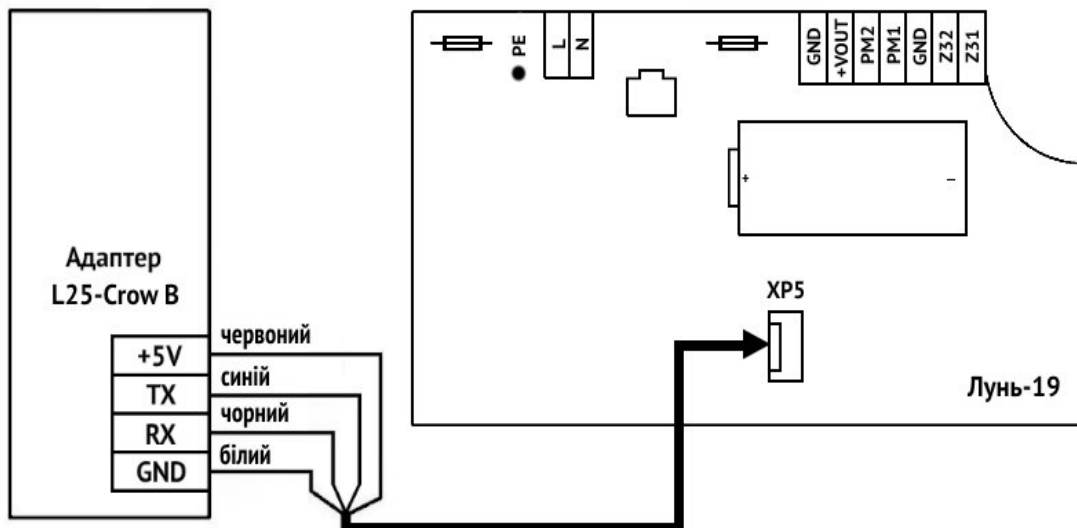 Адаптер
L25-Crow B
+5V
TX
RX
GND
червоний
синій
чорний
білий
PE
L
N
GND
+VOUT
PM2
PM1
GND
Z32
Z31
+
−
XP5
Лунь-19